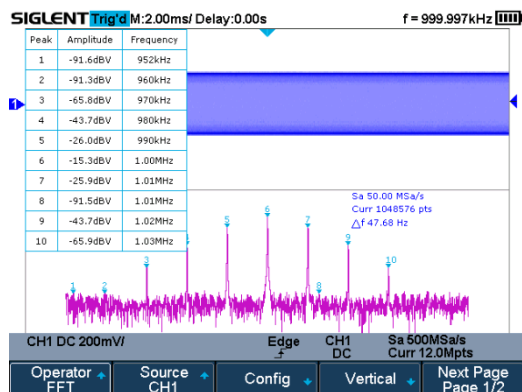 SIGLENT Trig'd M:2.00ms/ Delay:0.00s f = 999.997kHz
Peak Amplitude Frequency
1 -91.6dBV 952kHz
2 -91.3dBV 960kHz
3 -65.8dBV 970kHz
4 -43.7dBV 980kHz
5 -26.0dBV 990kHz
6 -15.3dBV 1.00MHz
7 -25.9dBV 1.01MHz
8 -91.5dBV 1.01MHz
9 -43.7dBV 1.02MHz
10 -65.9dBV 1.03MHz
1
Sa 50.00 MSa/s
Curr 1048576 pts
△f 47.68 Hz
1 2 3 5 6 7 8 9 10
CH1 DC 200mV/ Edge CH1 Sa 500MSa/s
DC Curr 12.0Mpts
Operator Source Config Vertical Next Page
FFT CH1 Page 1/2